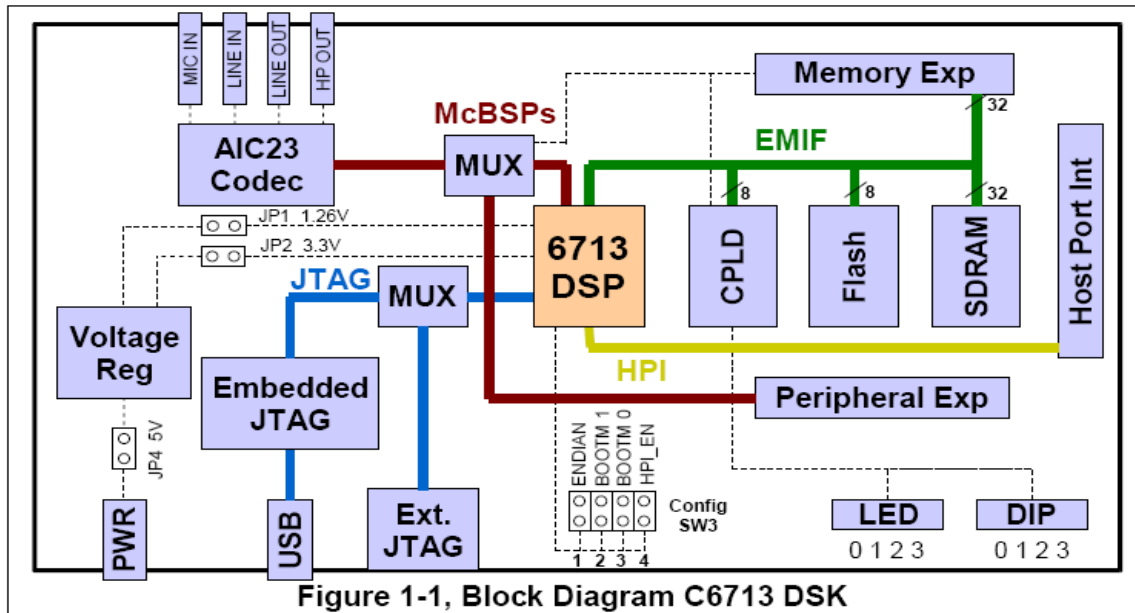 MIC IN
LINE IN
LINE OUT
HP OUT
Memory Exp
32
McBSPs
AIC23
Codec
MUX
EMIF
8
8
32
Host Port Int
JP1 1.26V
JP2 3.3V
6713
DSP
CPLD
Flash
SDRAM
JTAG
MUX
Voltage
Reg
HPI
Embedded
JTAG
Peripheral Exp
JP4 5V
ENDIAN
BOOTM 1
BOOTM 0
HPI_EN
Config
SW3
1 2 3 4
PWR
USB
Ext.
JTAG
LED
0 1 2 3
DIP
0 1 2 3
Figure 1-1, Block Diagram C6713 DSK